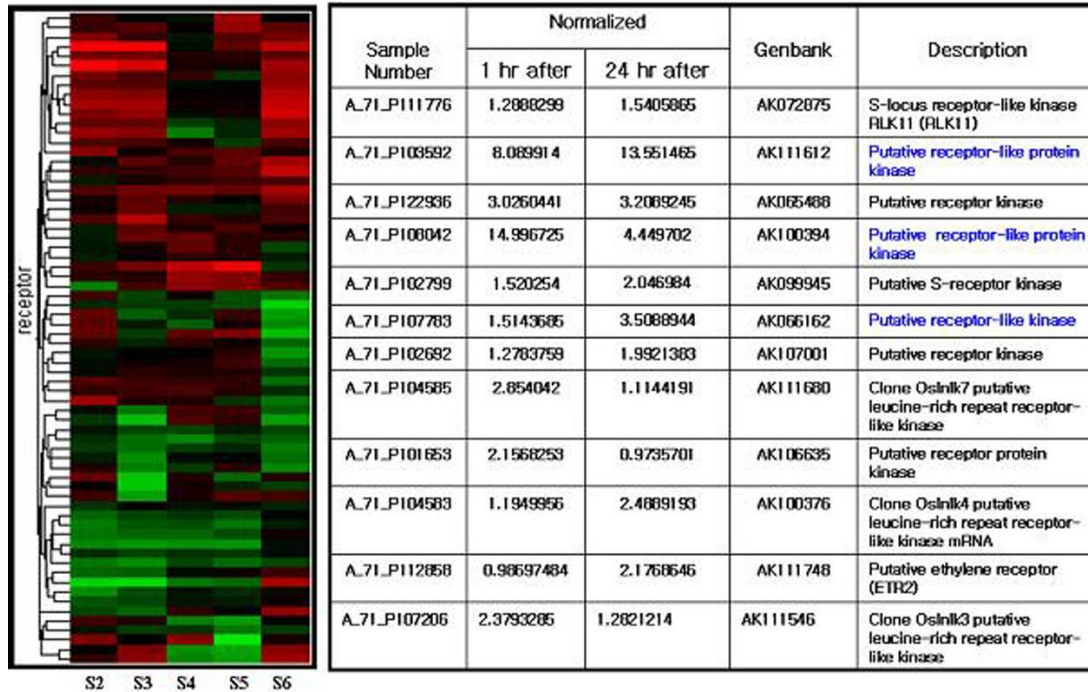 receptor
S2 S3 S4 S5 S6
Sample Number
Normalized
1 hr after
24 hr after
Genbank
Description
A_71_P111776 1.2888299 1.5405865 AK072875 S-locus receptor-like kinase
RLK11 (RLK11)
A_71_P103592 8.089914 13.551465 AK111612 Putative receptor-like protein
kinase
A_71_P122936 3.0260441 3.2089245 AK065488 Putative receptor kinase
A_71_P108042 14.996725 4.449702 AK100394 Putative receptor-like protein
kinase
A_71_P102799 1.520254 2.046984 AK099945 Putative S-receptor kinase
A_71_P107783 1.5143685 3.5088944 AK066162 Putative receptor-like kinase
A_71_P102692 1.2783759 1.9921383 AK107001 Putative receptor kinase
A_71_P104585 2.854042 1.1144191 AK111680 Clone OsInlk7 putative
leucine-rich repeat receptor-
like kinase
A_71_P101653 2.1568253 0.9735701 AK106635 Putative receptor protein
kinase
A_71_P104583 1.1949956 2.4889193 AK100376 Clone OsInlk4 putative
leucine-rich repeat receptor-
like kinase mRNA
A_71_P112858 0.98697484 2.1768646 AK111748 Putative ethylene receptor
(ETR2)
A_71_P107206 2.3793285 1.2821214 AK111546 Clone OsInlk3 putative
leucine-rich repeat receptor-
like kinase